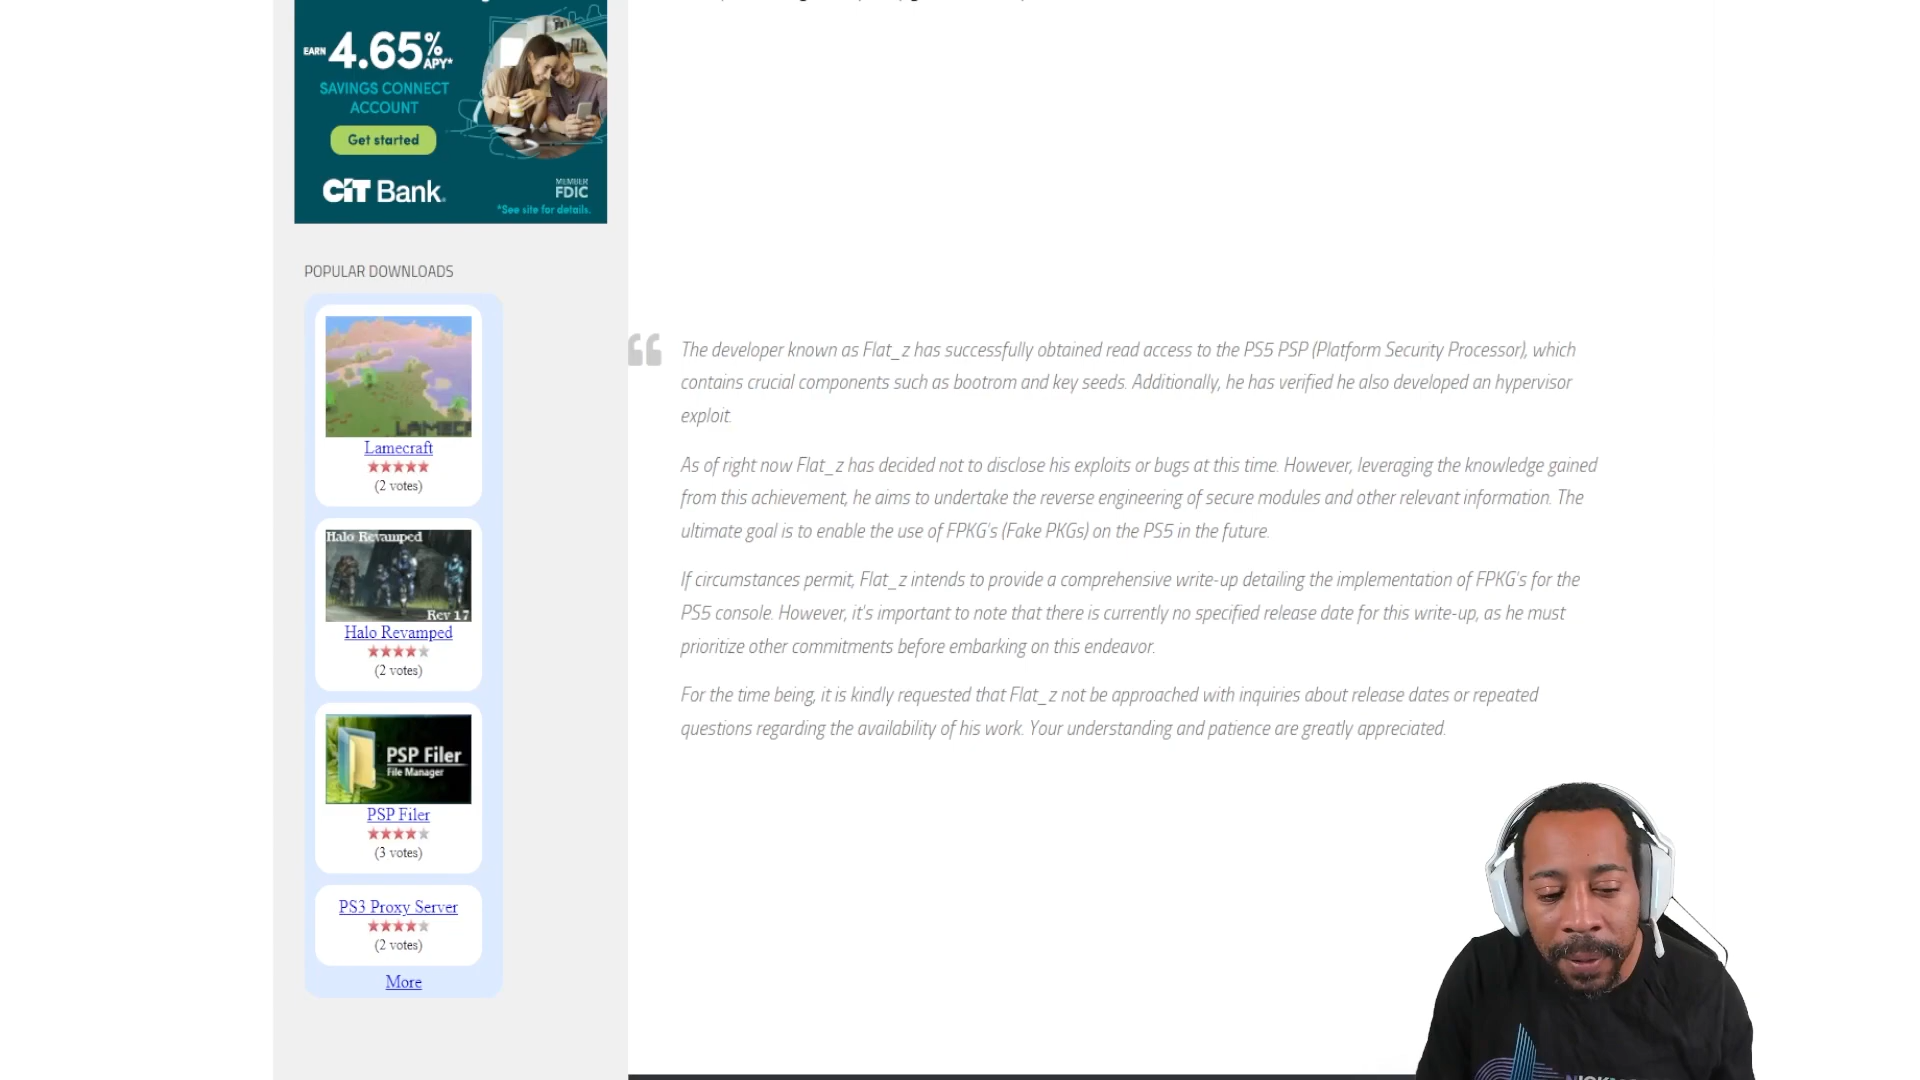 EARN 4.65% APY*
SAVINGS CONNECT
ACCOUNT
Get started
CiT Bank.
MEMBER
FDIC
*See site for details.
POPULAR DOWNLOADS
LAMECR
Lamecraft
(2 votes)
Halo Revamped
Rev 17
Halo Revamped
(2 votes)
PSP Filer
File Manager
PSP Filer
(3 votes)
PS3 Proxy Server
(2 votes)
More
The developer known as Flat_z has successfully obtained read access to the PS5 PSP (Platform Security Processor), which
contains crucial components such as bootrom and key seeds. Additionally, he has verified he also developed an hypervisor
exploit.
As of right now Flat_z has decided not to disclose his exploits or bugs at this time. However, leveraging the knowledge gained
from this achievement, he aims to undertake the reverse engineering of secure modules and other relevant information. The
ultimate goal is to enable the use of FPKG's (Fake PKGs) on the PS5 in the future.
If circumstances permit, Flat_z intends to provide a comprehensive write-up detailing the implementation of FPKG's for the
PS5 console. However, it's important to note that there is currently no specified release date for this write-up, as he must
prioritize other commitments before embarking on this endeavor.
For the time being, it is kindly requested that Flat_z not be approached with inquiries about release dates or repeated
questions regarding the availability of his work. Your understanding and patience are greatly appreciated.